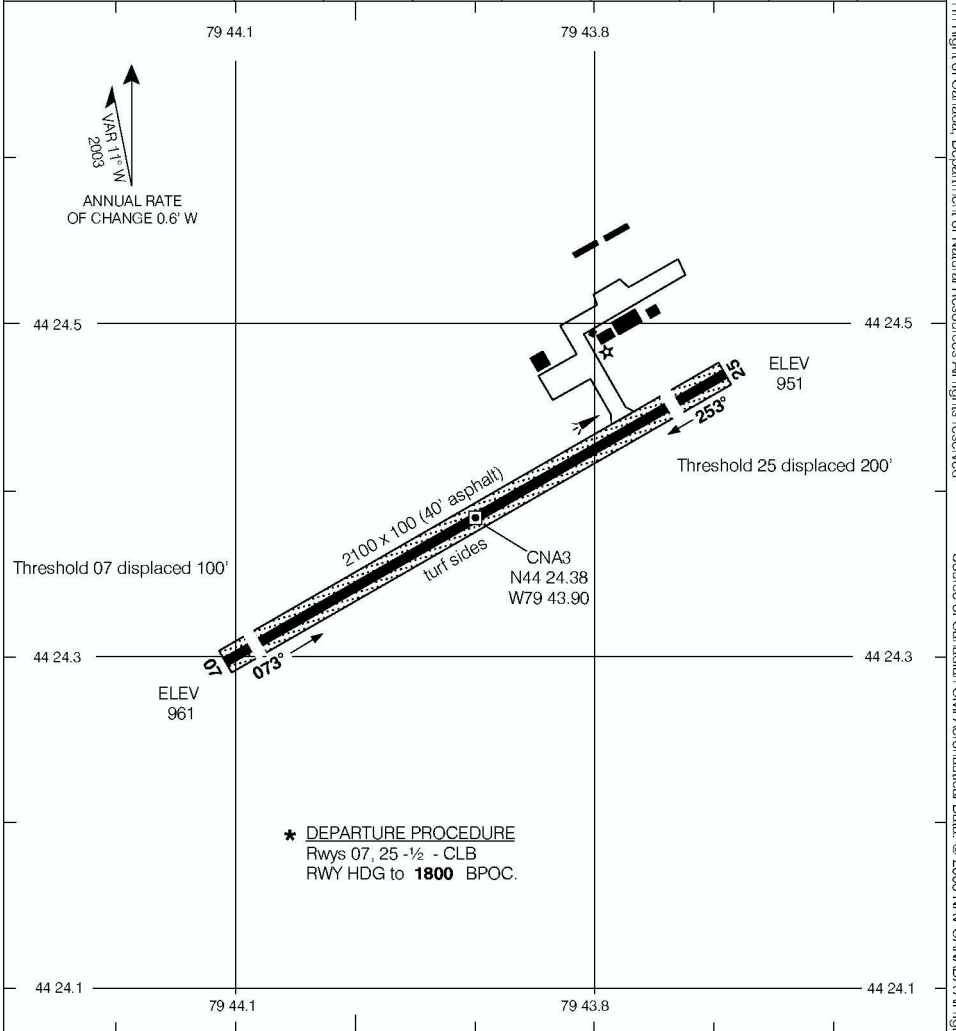 79 44.1
79 43.8
VAR 11° W
2003
ANNUAL RATE
OF CHANGE 0.6' W
44 24.5
44 24.5
25
ELEV
951
253°
Threshold 25 displaced 200'
2100 x 100 (40' asphalt)
turf sides
CNA3
N44 24.38
W79 43.90
Threshold 07 displaced 100'
44 24.3
44 24.3
07
073°
ELEV
961
* DEPARTURE PROCEDURE
Rwys 07, 25 -½ - CLB
RWY HDG to 1800 BPOC.
44 24.1
44 24.1
79 44.1
79 43.8